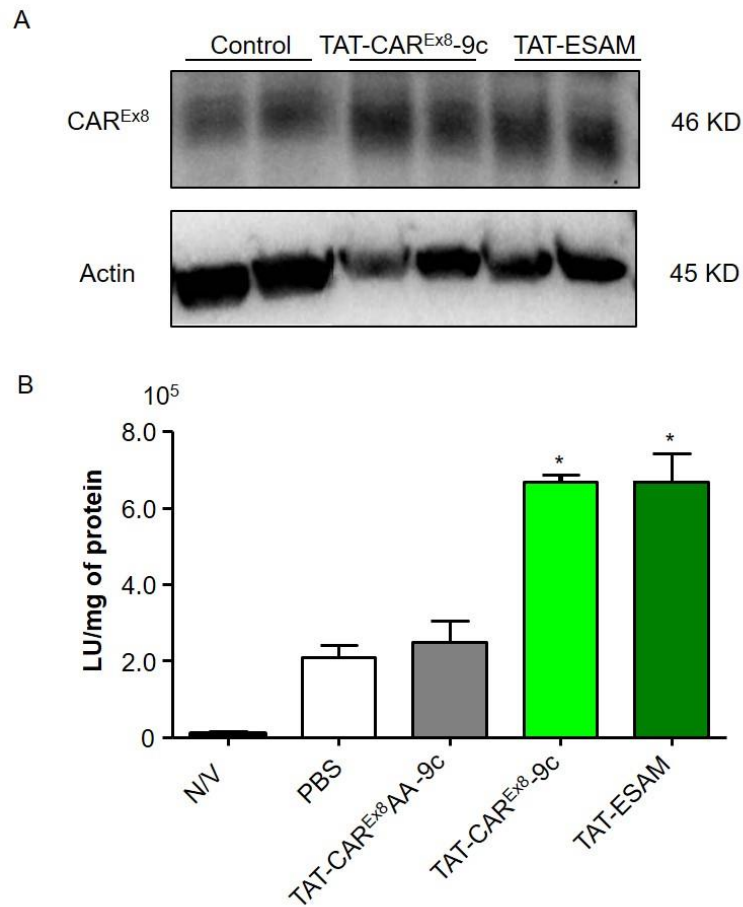 A
Control TAT-CAREx8-9c TAT-ESAM
CAREx8 46 KD
Actin 45 KD
B
10⁵
8.0
6.0
4.0
2.0
0
LU/mg of protein
* *
N/V PBS TAT-CAREx8AA-9c TAT-CAREx8-9c TAT-ESAM